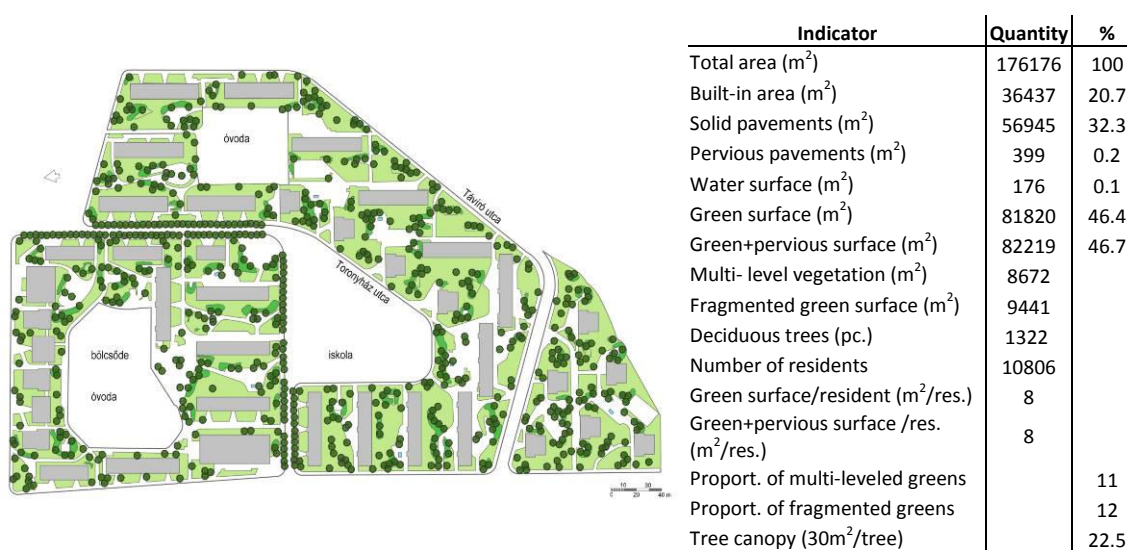 óvoda
Távíró utca
Toronyház utca
bölcsőde
óvoda
iskola
10 30
0 20 40 m
Indicator Quantity %
Total area (m²) 176176 100
Built-in area (m²) 36437 20.7
Solid pavements (m²) 56945 32.3
Pervious pavements (m²) 399 0.2
Water surface (m²) 176 0.1
Green surface (m²) 81820 46.4
Green+pervious surface (m²) 82219 46.7
Multi- level vegetation (m²) 8672
Fragmented green surface (m²) 9441
Deciduous trees (pc.) 1322
Number of residents 10806
Green surface/resident (m²/res.) 8
Green+pervious surface /res.
(m²/res.) 8
Proport. of multi-leveled greens 11
Proport. of fragmented greens 12
Tree canopy (30m²/tree) 22.5